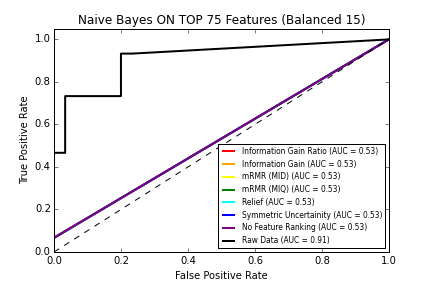 Naive Bayes ON TOP 75 Features (Balanced 15)
1.0
0.8
0.6
0.4
0.2
0.0
True Positive Rate
Information Gain Ratio (AUC = 0.53)
Information Gain (AUC = 0.53)
mRMR (MID) (AUC = 0.53)
mRMR (MIQ) (AUC = 0.53)
Relief (AUC = 0.53)
Symmetric Uncertainity (AUC = 0.53)
No Feature Ranking (AUC = 0.53)
Raw Data (AUC = 0.91)
0.0 0.2 0.4 0.6 0.8 1.0
False Positive Rate